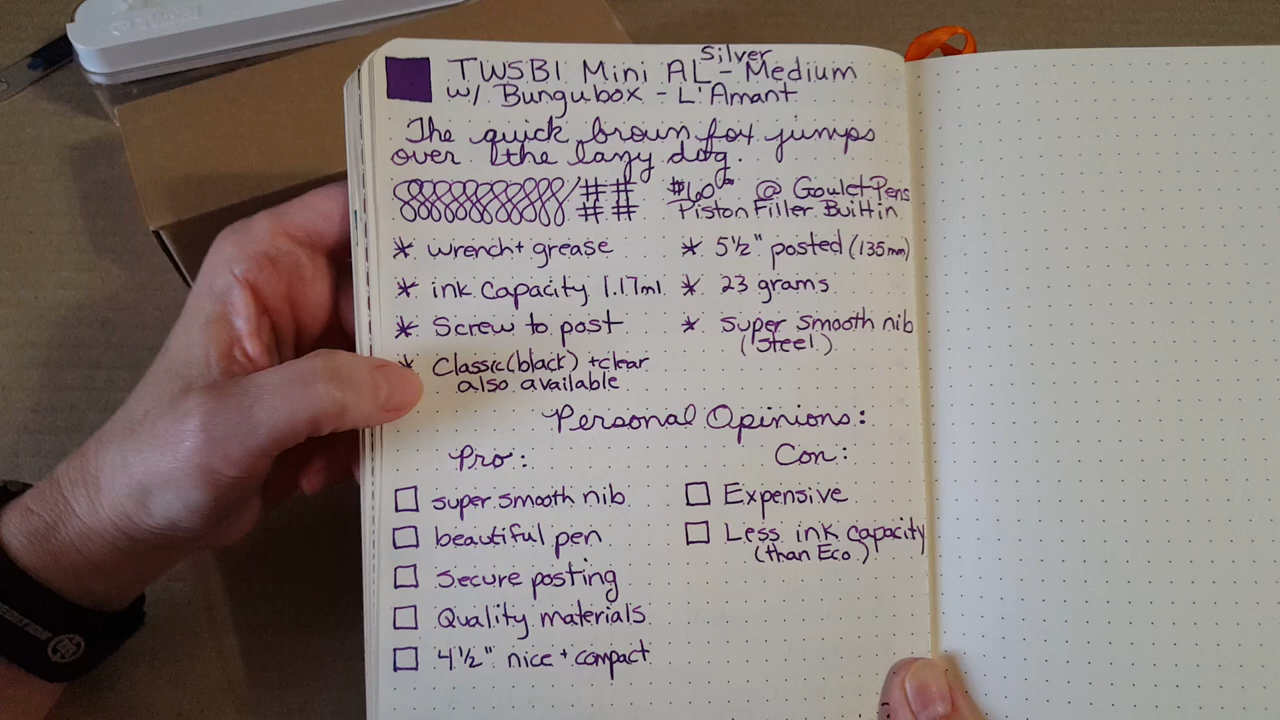 TWSBI Mini AL Silver - Medium
w/ Bungubox - L'Amant
The quick brown fox jumps
over the lazy dog.
## $60⁰⁰ @ GouletPens
## Piston Filler Built in
* wrench + grease
* 5½" posted (135mm)
* ink capacity 1.17ml
* 23 grams
* Screw to post
* super smooth nib
(steel)
* Classic (black) + clear
also available
Personal Opinions:
Pro:
Con:
super smooth nib
Expensive
beautiful pen
Less ink capacity
(than Eco)
Secure posting
Quality materials
4½" nice + compact